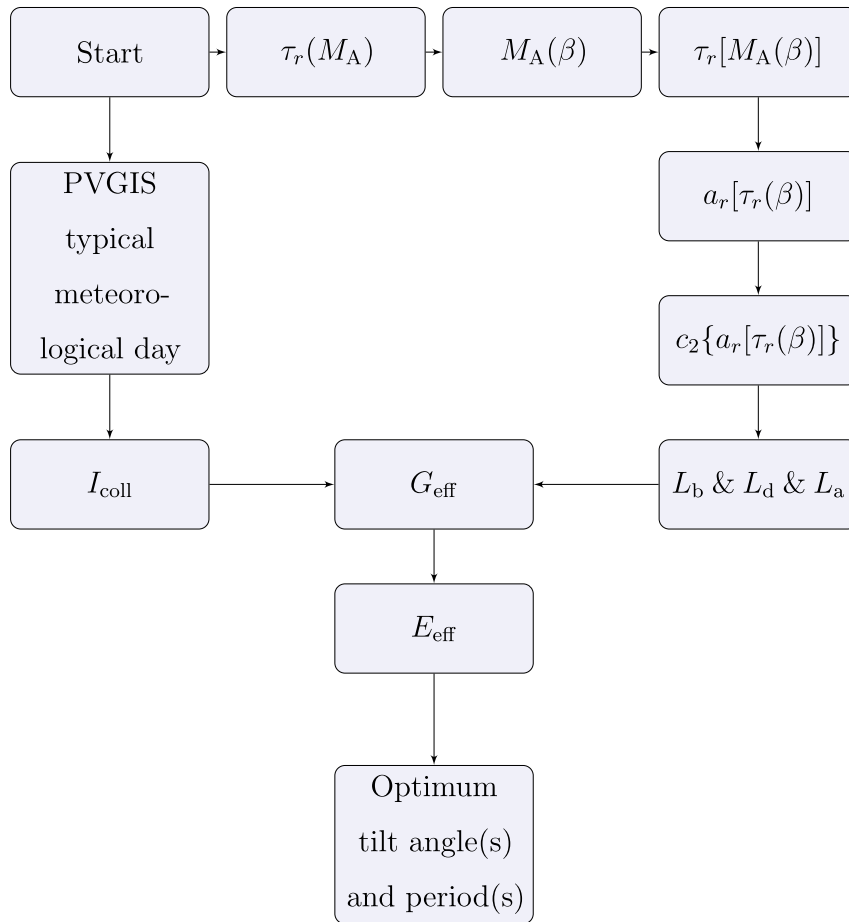 Start
τ_r(M_A)
M_A(β)
τ_r[M_A(β)]
PVGIS
typical
meteoro-
logical day
a_r[τ_r(β)]
c_2{a_r[τ_r(β)]}
I_coll
G_eff
L_b & L_d & L_a
E_eff
Optimum
tilt angle(s)
and period(s)